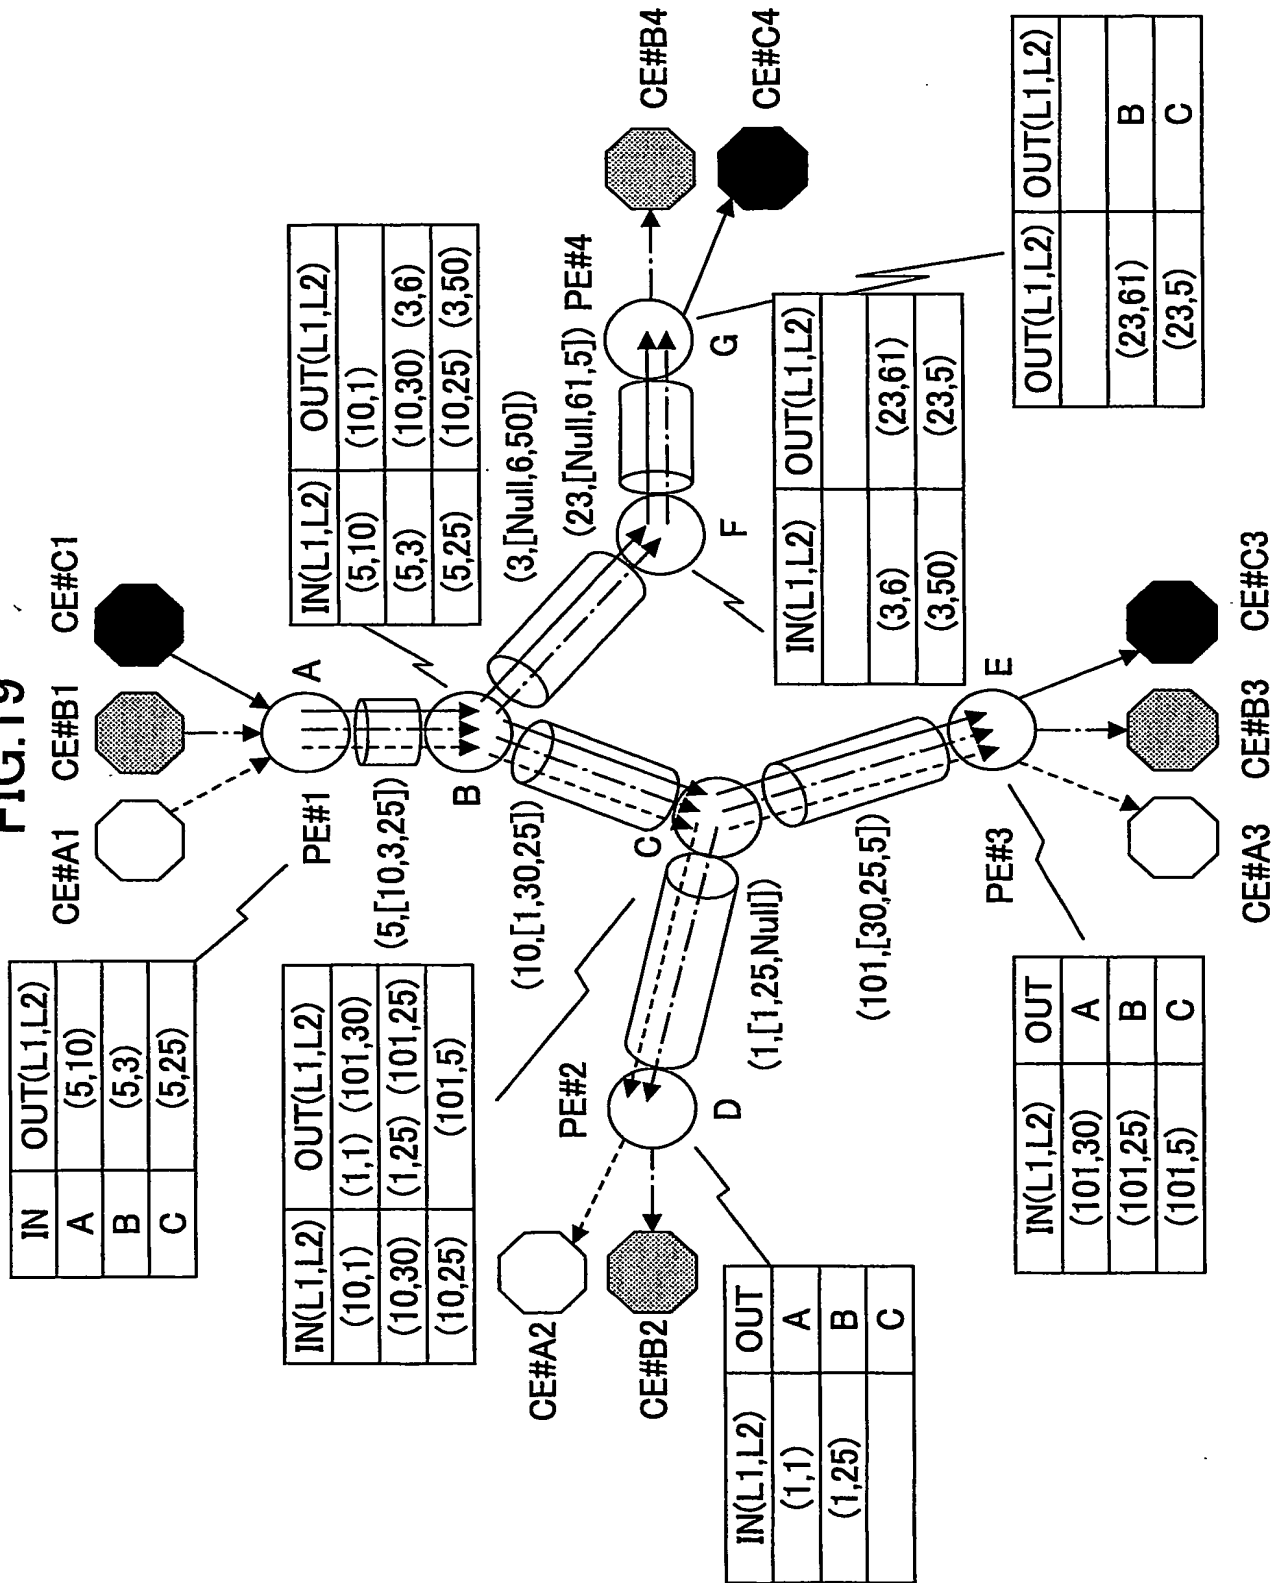 FIG.19
CE#A1 CE#B1 CE#C1
PE#1
A
IN OUT(L1,L2)
A (5,10)
B (5,3)
C (5,25)
(5,[10,3,25])
B
IN(L1,L2) OUT(L1,L2)
(5,10) (10,1)
(5,3) (10,30) (3,6)
(5,25) (10,25) (3,50)
(10,[1,30,25])
(3,[Null,6,50])
C
IN(L1,L2) OUT(L1,L2)
(10,1) (1,1) (101,30)
(10,30) (1,25) (101,25)
(10,25) (101,5)
(1,[1,25,Null])
(101,[30,25,5])
PE#2
D
CE#A2
CE#B2
IN(L1,L2) OUT
(1,1) A
(1,25) B
C
PE#3
E
CE#A3 CE#B3 CE#C3
IN(L1,L2) OUT
(101,30) A
(101,25) B
(101,5) C
F
IN(L1,L2) OUT(L1,L2)
(3,6) (23,61)
(3,50) (23,5)
(23,[Null,61,5]) PE#4
G
CE#B4
CE#C4
OUT(L1,L2) OUT(L1,L2)
(23,61) B
(23,5) C